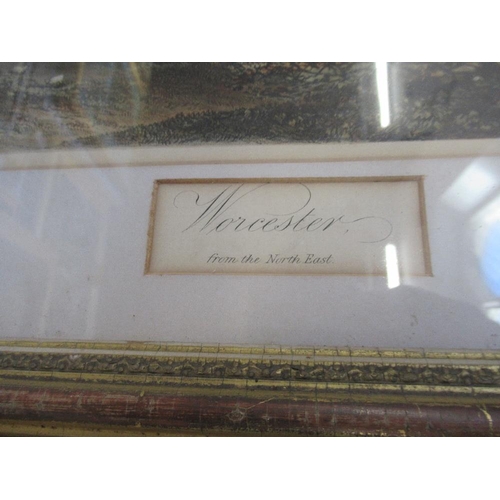 Worcester.
from the North East.